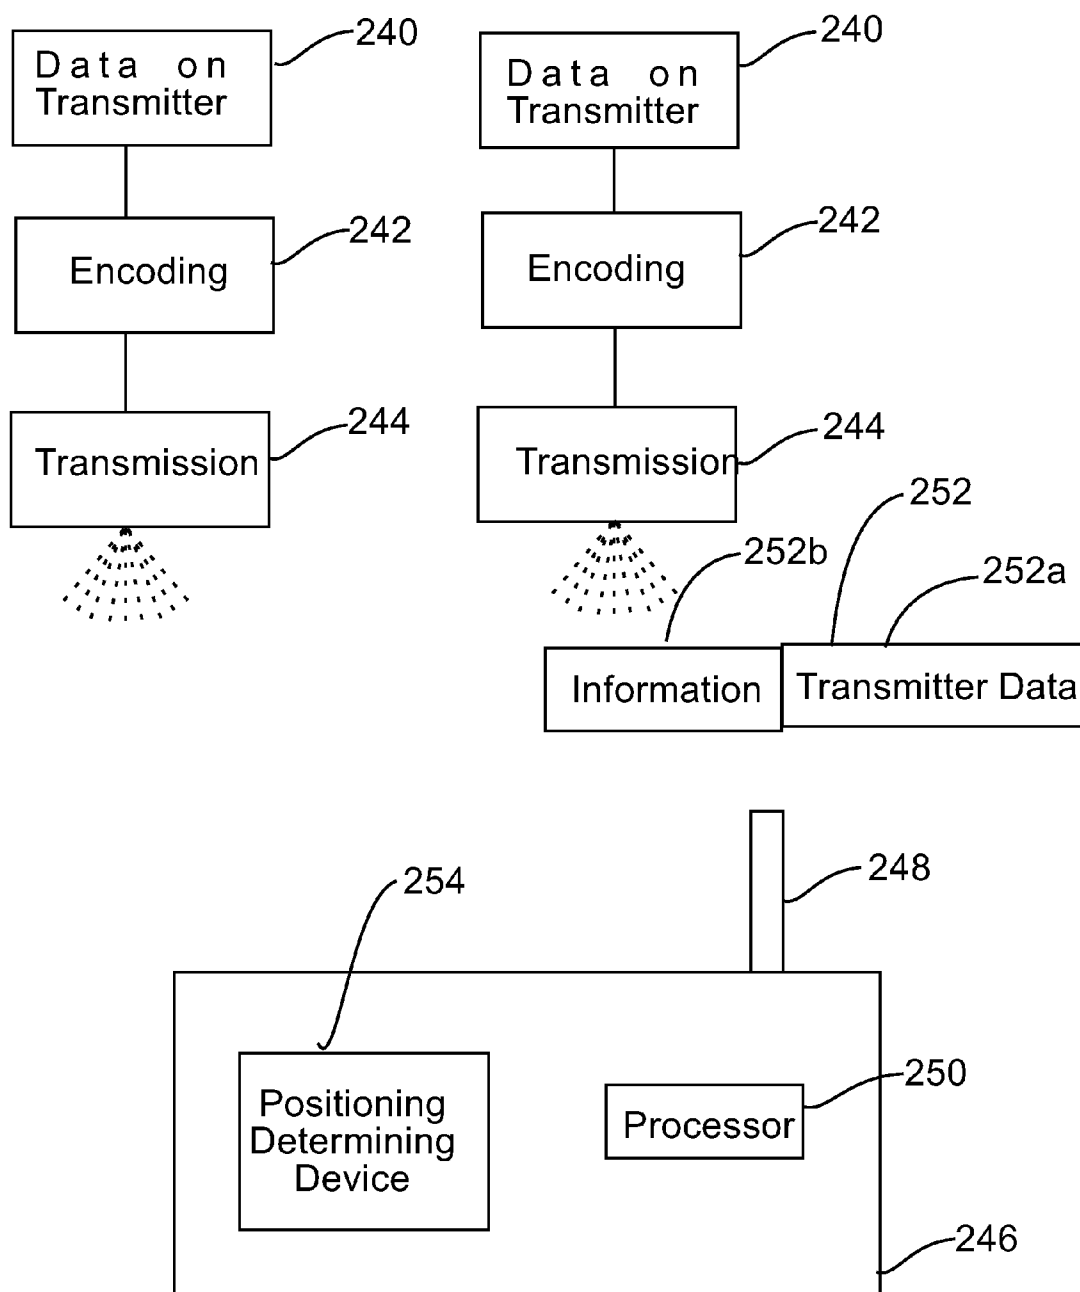 240
Data on
Transmitter
240
Data on
Transmitter
242
Encoding
242
Encoding
244
Transmission
244
Transmission
252
252b
252a
Information
Transmitter Data
248
254
250
Positioning
Determining
Device
Processor
246